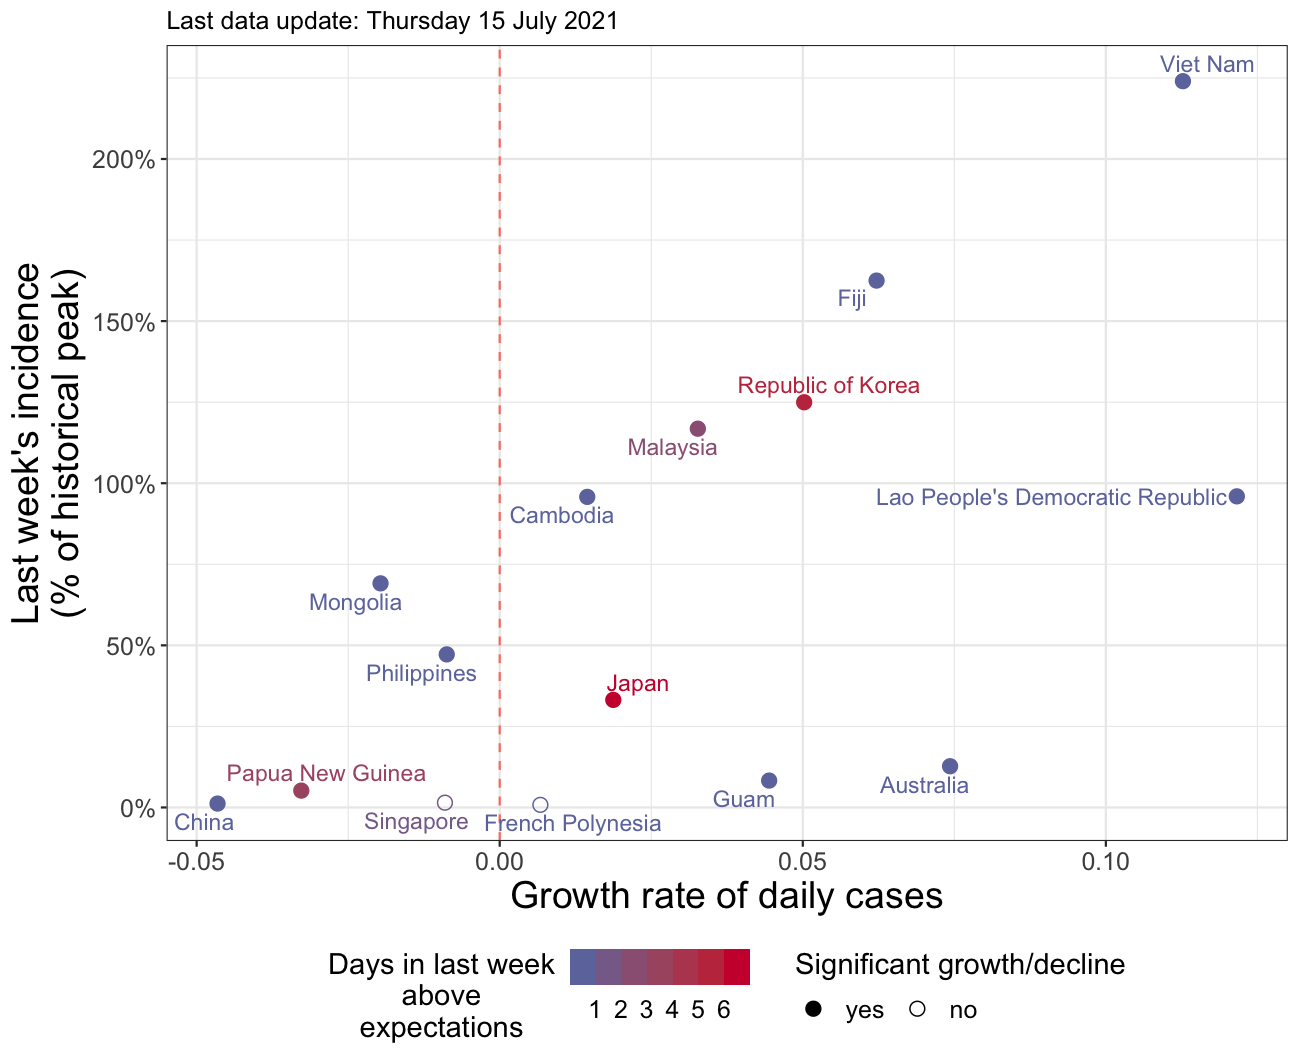 Last data update: Thursday 15 July 2021
Last week's incidence
(% of historical peak)
200%
150%
100%
50%
0%
Viet Nam
Fiji
Republic of Korea
Malaysia
Lao People's Democratic Republic
Cambodia
Mongolia
Philippines
Japan
Papua New Guinea
Australia
Guam
China
Singapore
French Polynesia
-0.05
0.00
0.05
0.10
Growth rate of daily cases
Days in last week
above
expectations
1 2 3 4 5 6
Significant growth/decline
yes
no